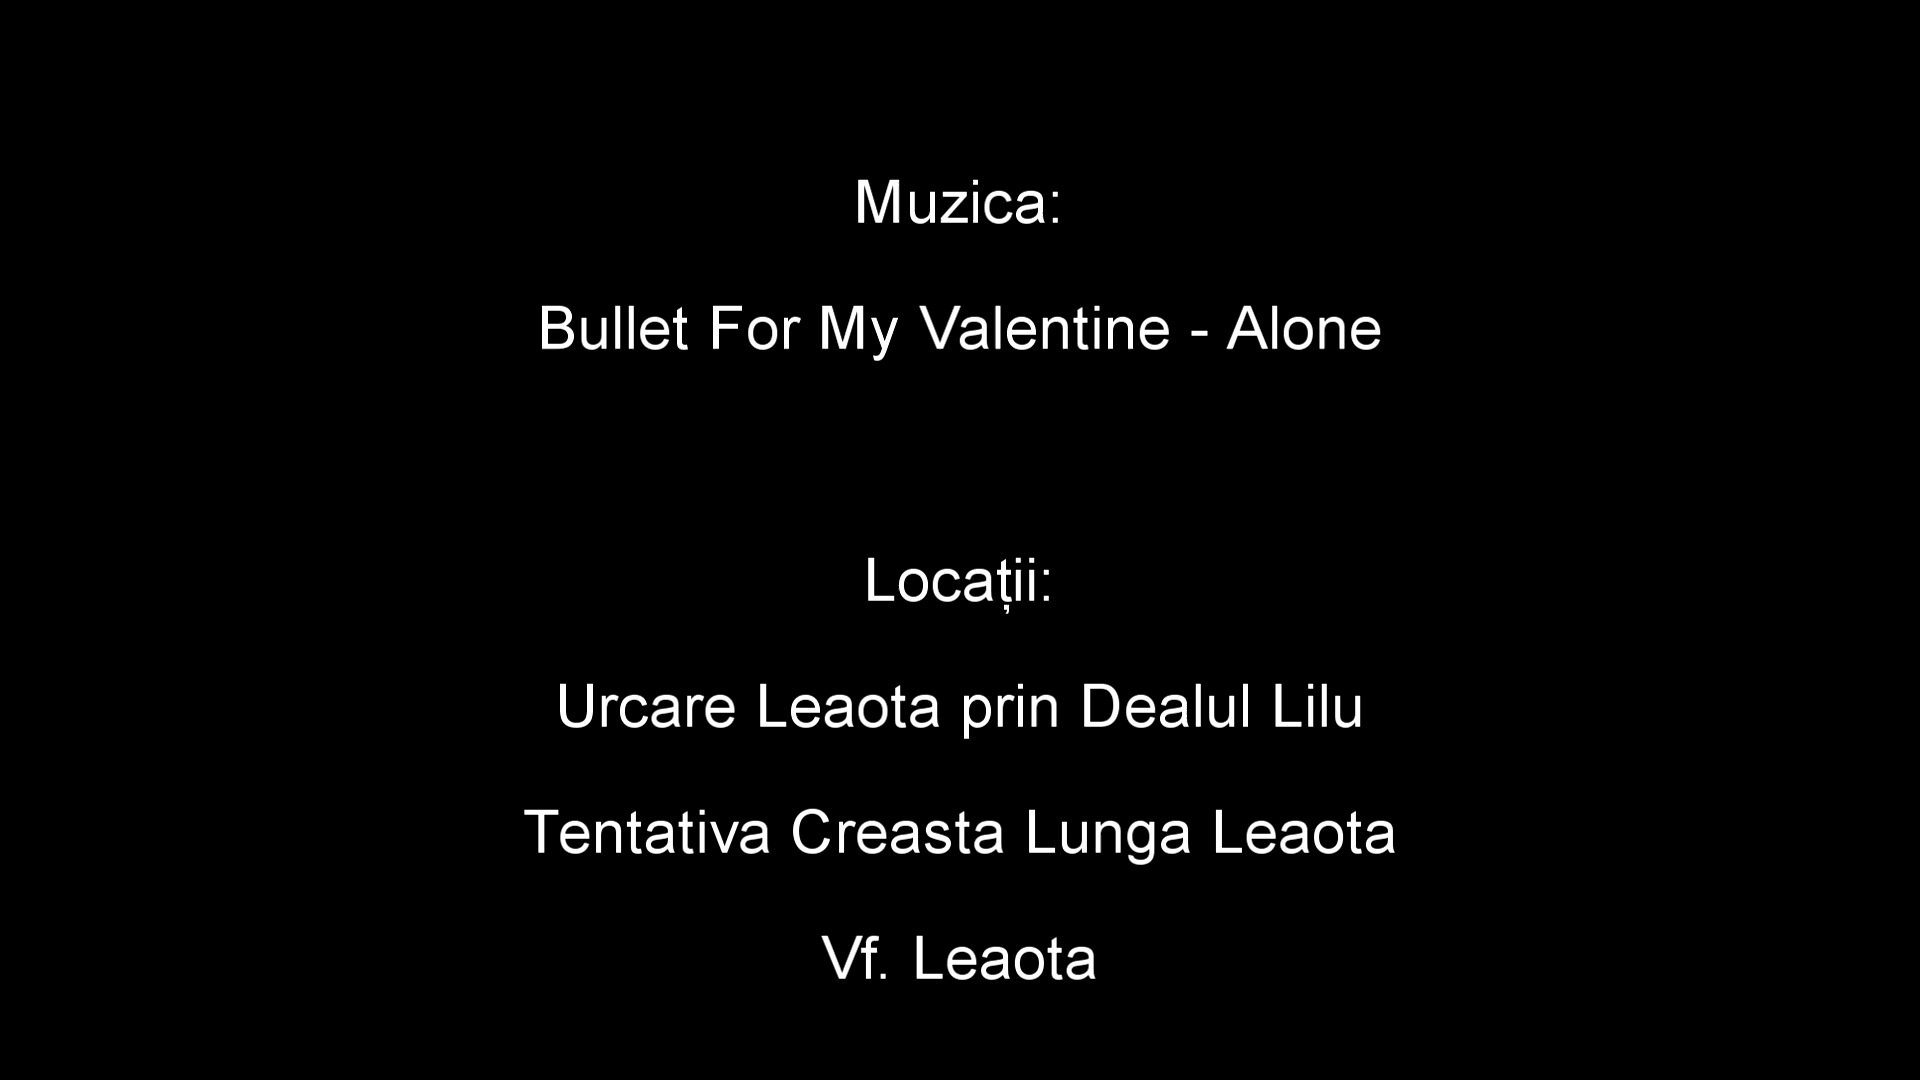 Muzica:
Bullet For My Valentine - Alone
Locații:
Urcare Leaota prin Dealul Lilu
Tentativa Creasta Lunga Leaota
Vf. Leaota